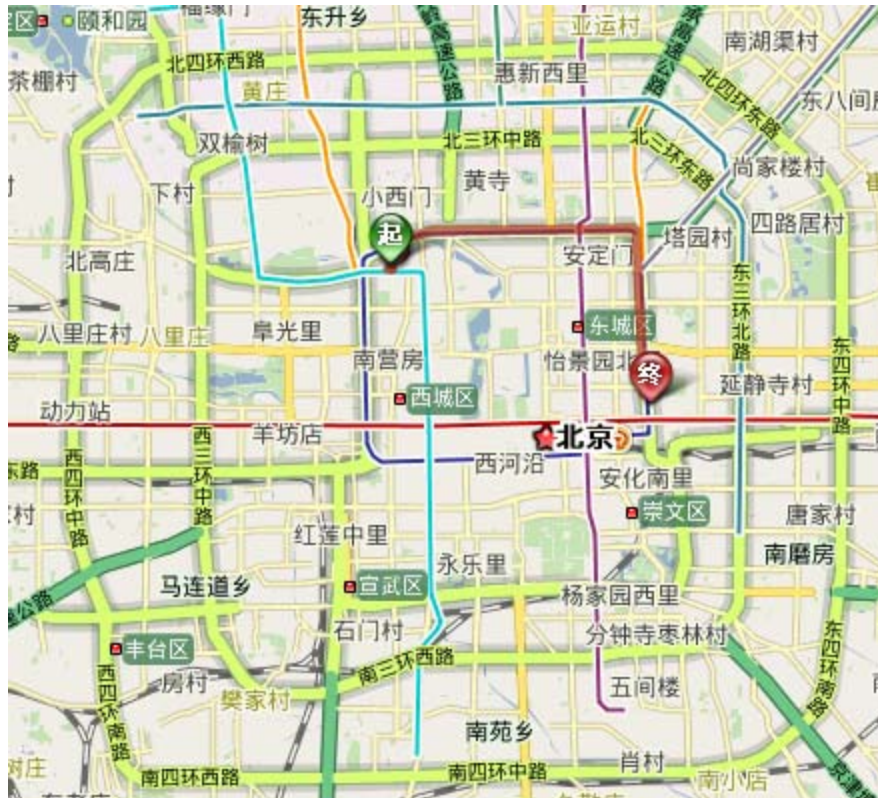 颐和园
福缘门
东升乡
亚运村
南湖渠村
茶棚村
北四环西路
惠新西里
北四环东路
东八间房
黄庄
双榆树
北三环中路
北三环东路
尚家楼村
下村
小西门
黄寺
起
安定门
塔园村
四路居村
北高庄
东三环北路
八里庄村
八里庄
阜光里
东城区
南营房
怡景园北
终
延静寺村
东四环中路
西城区
动力站
羊坊店
北京
西三环中路
西四环中路
东路
西河沿
安化南里
崇文区
唐家村
红莲中里
南磨房
永乐里
马连道乡
宣武区
杨家园西里
石门村
分钟寺枣林村
丰台区
南三环西路
东四环南路
房村
樊家村
五间楼
西四环南路
南苑乡
肖村
南四环西路
南四环中路
南小店